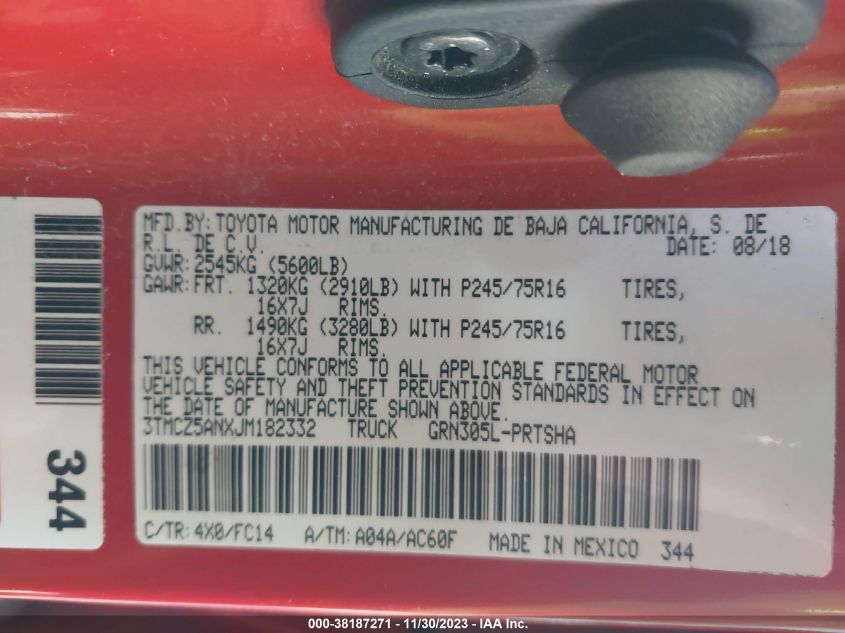 MFD.BY:TOYOTA MOTOR MANUFACTURING DE BAJA CALIFORNIA, S. DE
R.L. DE C.V. DATE: 08/18
GVWR:2545KG (5600LB)
GAWR:FRT. 1320KG (2910LB) WITH P245/75R16 TIRES,
16X7J RIMS.
RR. 1490KG (3280LB) WITH P245/75R16 TIRES,
16X7J RIMS.
THIS VEHICLE CONFORMS TO ALL APPLICABLE FEDERAL MOTOR
VEHICLE SAFETY AND THEFT PREVENTION STANDARDS IN EFFECT ON
THE DATE OF MANUFACTURE SHOWN ABOVE.
3TMCZ5ANXJM182332 TRUCK GRN305L-PRTSHA
C/TR:4X0/FC14 A/TM:A04A/AC60F MADE IN MEXICO 344
344
000-38187271 - 11/30/2023 - IAA Inc.